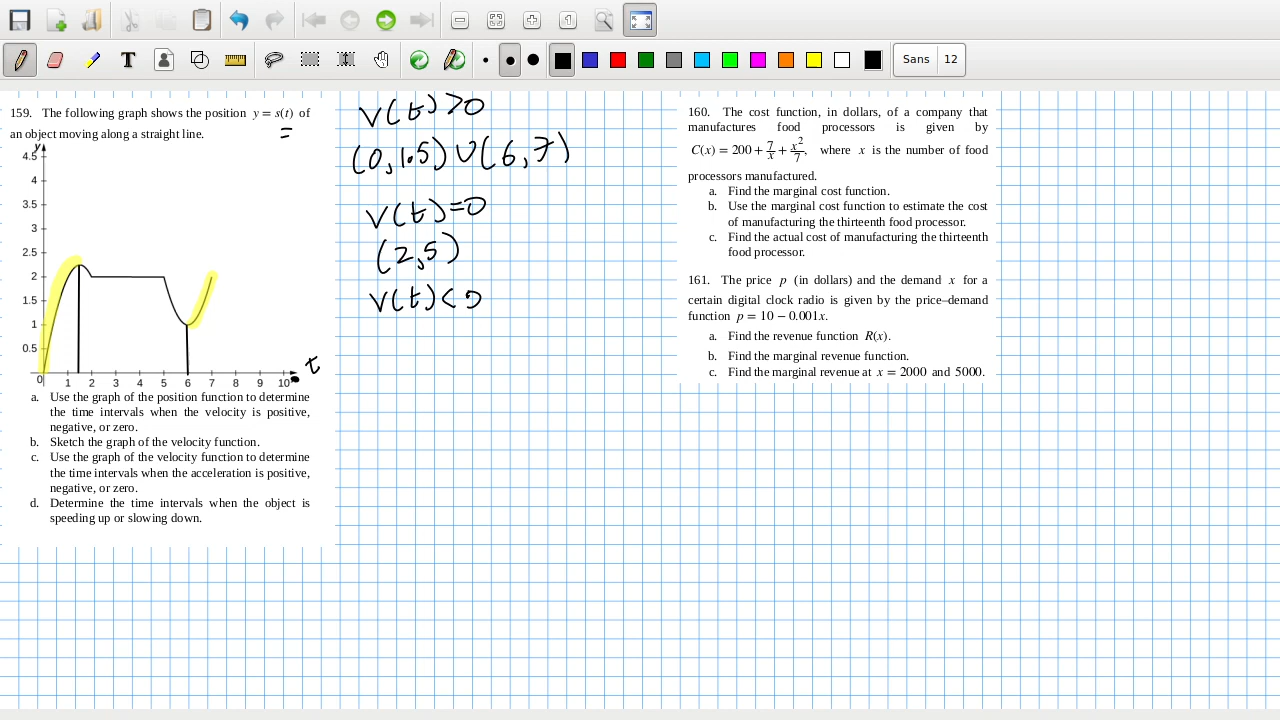 Sans 12
159. The following graph shows the position y = s(t) of
an object moving along a straight line.
=
y
4.5
4
3.5
3
2.5
2
1.5
1
0.5
0 1 2 3 4 5 6 7 8 9 10
t
a. Use the graph of the position function to determine
the time intervals when the velocity is positive,
negative, or zero.
b. Sketch the graph of the velocity function.
c. Use the graph of the velocity function to determine
the time intervals when the acceleration is positive,
negative, or zero.
d. Determine the time intervals when the object is
speeding up or slowing down.
V(t) >0
(0,1.5) U (6,7)
V(t)=0
(2,5)
V(t)<0
160. The cost function, in dollars, of a company that
manufactures food processors is given by
C(x) = 200 + 7/x + x²/7, where x is the number of food
processors manufactured.
a. Find the marginal cost function.
b. Use the marginal cost function to estimate the cost
of manufacturing the thirteenth food processor.
c. Find the actual cost of manufacturing the thirteenth
food processor.
161. The price p (in dollars) and the demand x for a
certain digital clock radio is given by the price–demand
function p = 10 − 0.001x.
a. Find the revenue function R(x).
b. Find the marginal revenue function.
c. Find the marginal revenue at x = 2000 and 5000.